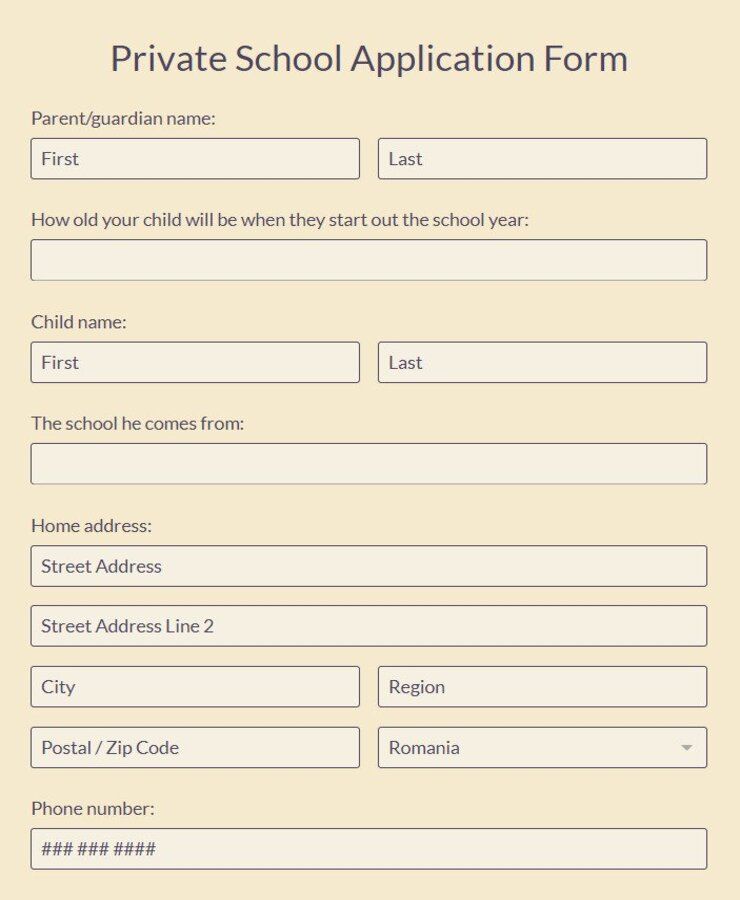 Private School Application Form
Parent/guardian name:
First Last
How old your child will be when they start out the school year:
Child name:
First Last
The school he comes from:
Home address:
Street Address
Street Address Line 2
City Region
Postal / Zip Code Romania
Phone number:
### ### ####